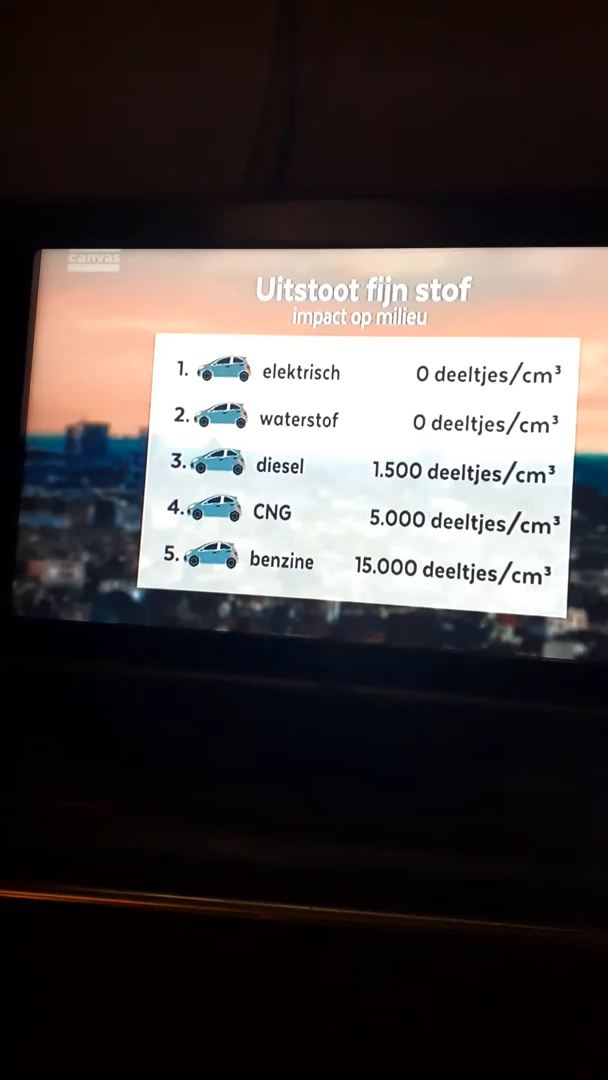 canvas
Uitstoot fijn stof
impact op milieu
1. elektrisch 0 deeltjes/cm³
2. waterstof 0 deeltjes/cm³
3. diesel 1.500 deeltjes/cm³
4. CNG 5.000 deeltjes/cm³
5. benzine 15.000 deeltjes/cm³